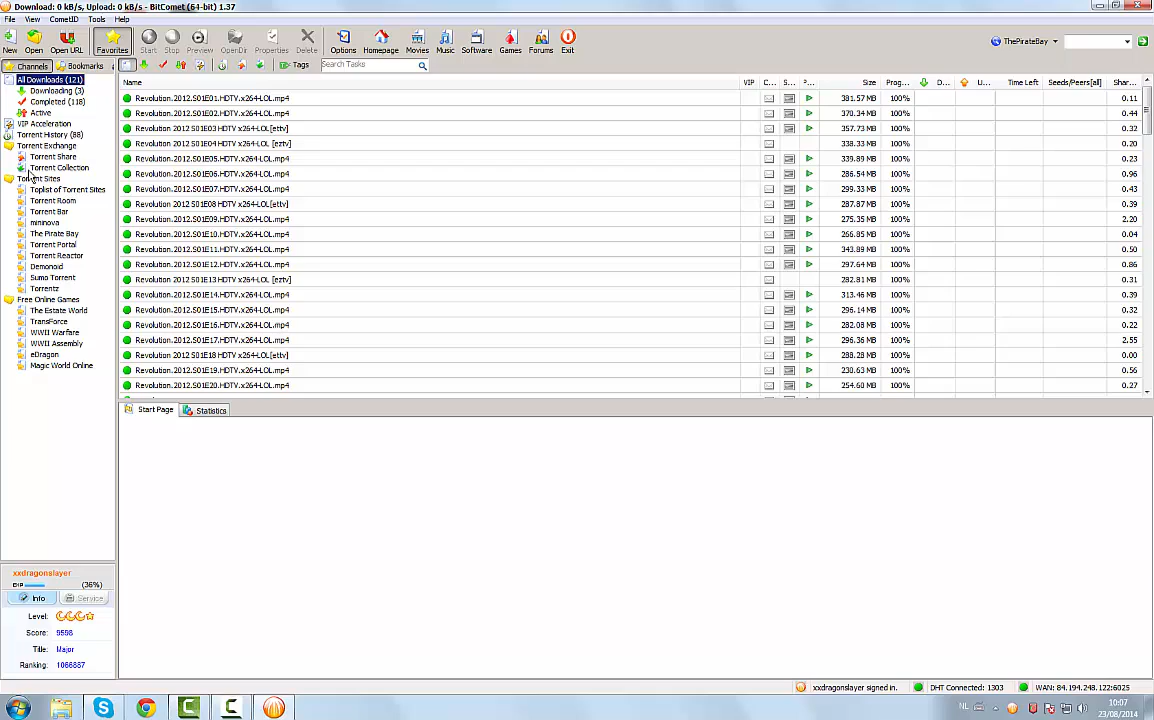 Download: 0 kB/s, Upload: 0 kB/s - BitComet (64-bit) 1.37
File View CometID Tools Help
New Open Open URL Favorites Start Stop Preview OpenDir Properties Delete Options Homepage Movies Music Software Games Forums Exit
ThePirateBay
Channels Bookmarks
Tags Search Tasks
All Downloads (121)
Downloading (3)
Completed (118)
Active
VIP Acceleration
Torrent History (88)
Torrent Exchange
Torrent Share
Torrent Collection
Torrent Sites
Toplist of Torrent Sites
Torrent Room
Torrent Bar
mininova
The Pirate Bay
Torrent Portal
Torrent Reactor
Demonoid
Sumo Torrent
Torrentz
Free Online Games
The Estate World
TransForce
WWII Warfare
WWII Assembly
eDragon
Magic World Online
Name VIP C... S... P... Size Prog... D... U... Time Left Seeds/Peers[all] Shar...
Revolution.2012.S01E01.HDTV.x264-LOL.mp4 381.57 MB 100% 0.11
Revolution.2012.S01E02.HDTV.x264-LOL.mp4 370.34 MB 100% 0.44
Revolution 2012 S01E03 HDTV x264-LOL [ettv] 357.73 MB 100% 0.32
Revolution 2012 S01E04 HDTV x264-LOL [eztv] 338.33 MB 100% 0.20
Revolution.2012.S01E05.HDTV.x264-LOL.mp4 339.89 MB 100% 0.23
Revolution.2012.S01E06.HDTV.x264-LOL.mp4 286.54 MB 100% 0.96
Revolution.2012.S01E07.HDTV.x264-LOL.mp4 299.33 MB 100% 0.43
Revolution 2012 S01E08 HDTV x264-LOL[ettv] 287.87 MB 100% 0.39
Revolution.2012.S01E09.HDTV.x264-LOL.mp4 275.35 MB 100% 2.20
Revolution.2012.S01E10.HDTV.x264-LOL.mp4 266.85 MB 100% 0.04
Revolution.2012.S01E11.HDTV.x264-LOL.mp4 343.89 MB 100% 0.50
Revolution.2012.S01E12.HDTV.x264-LOL.mp4 297.64 MB 100% 0.86
Revolution 2012 S01E13 HDTV x264-LOL [eztv] 282.81 MB 100% 0.31
Revolution.2012.S01E14.HDTV.x264-LOL.mp4 313.46 MB 100% 0.39
Revolution.2012.S01E15.HDTV.x264-LOL.mp4 296.14 MB 100% 0.32
Revolution.2012.S01E16.HDTV.x264-LOL.mp4 282.08 MB 100% 0.22
Revolution.2012.S01E17.HDTV.x264-LOL.mp4 296.36 MB 100% 2.55
Revolution 2012 S01E18 HDTV x264-LOL[ettv] 288.28 MB 100% 0.00
Revolution.2012.S01E19.HDTV.x264-LOL.mp4 230.63 MB 100% 0.56
Revolution.2012.S01E20.HDTV.x264-LOL.mp4 254.60 MB 100% 0.27
Start Page Statistics
xxdragonslayer
EXP (36%)
Info Service
Level:
Score: 9598
Title: Major
Ranking: 1066887
xxdragonslayer signed in. DHT Connected: 1303 WAN: 84.194.248.122:6025
NL 10:07
23/08/2014